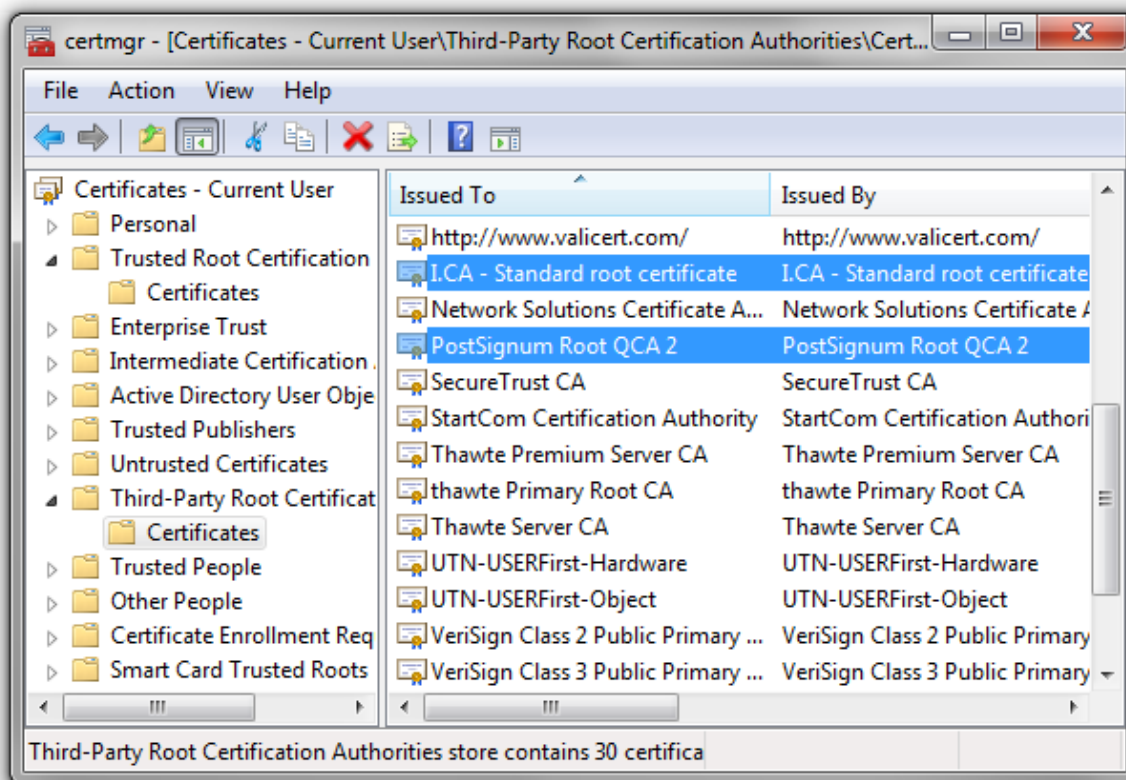 certmgr - [Certificates - Current User\Third-Party Root Certification Authorities\Cert...
File Action View Help
Certificates - Current User
Personal
Trusted Root Certification
Certificates
Enterprise Trust
Intermediate Certification .
Active Directory User Obje
Trusted Publishers
Untrusted Certificates
Third-Party Root Certificat
Certificates
Trusted People
Other People
Certificate Enrollment Req
Smart Card Trusted Roots
Issued To Issued By
http://www.valicert.com/ http://www.valicert.com/
I.CA - Standard root certificate I.CA - Standard root certificate
Network Solutions Certificate A... Network Solutions Certificate A
PostSignum Root QCA 2 PostSignum Root QCA 2
SecureTrust CA SecureTrust CA
StartCom Certification Authority StartCom Certification Authori
Thawte Premium Server CA Thawte Premium Server CA
thawte Primary Root CA thawte Primary Root CA
Thawte Server CA Thawte Server CA
UTN-USERFirst-Hardware UTN-USERFirst-Hardware
UTN-USERFirst-Object UTN-USERFirst-Object
VeriSign Class 2 Public Primary ... VeriSign Class 2 Public Primary
VeriSign Class 3 Public Primary ... VeriSign Class 3 Public Primary
Third-Party Root Certification Authorities store contains 30 certifica